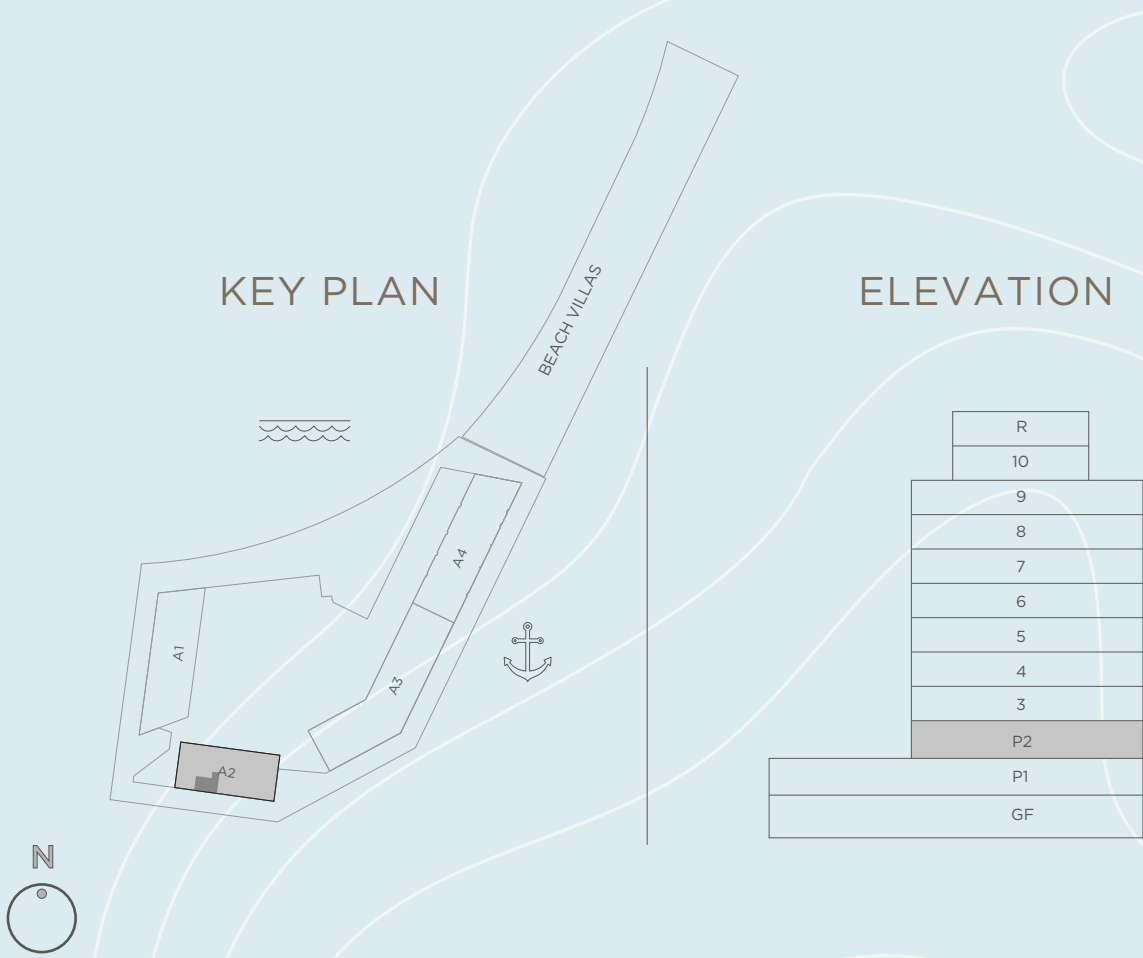 KEY PLAN
ELEVATION
BEACH VILLAS
R
10
9
8
7
6
5
4
3
P2
P1
GF
A4
A1
A3
A2
N